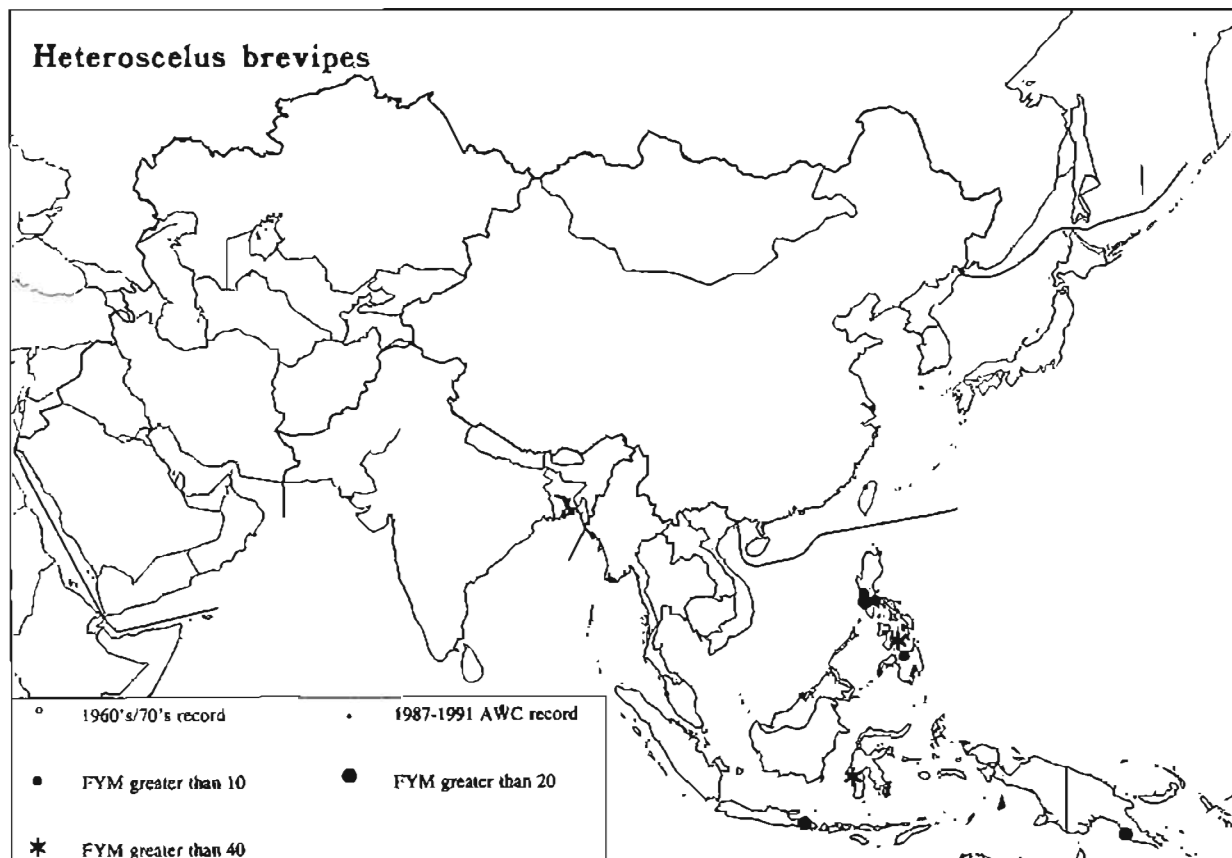 Heteroscelus brevipes
1960's/70's record
1987-1991 AWC record
FYM greater than 10
FYM greater than 20
FYM greater than 40